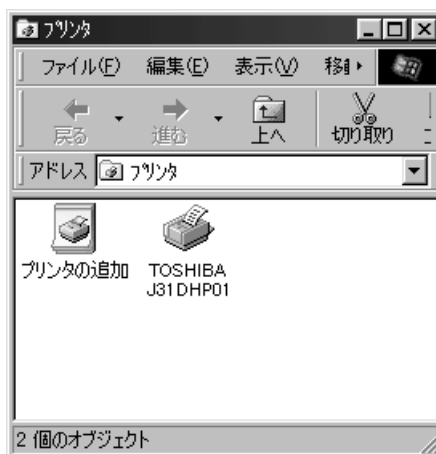 プリンタ
ファイル(F) 編集(E) 表示(V) 移
戻る 進む 上へ 切り取り
アドレス プリンタ
プリンタの追加 TOSHIBA J31DHP01
2 個のオブジェクト